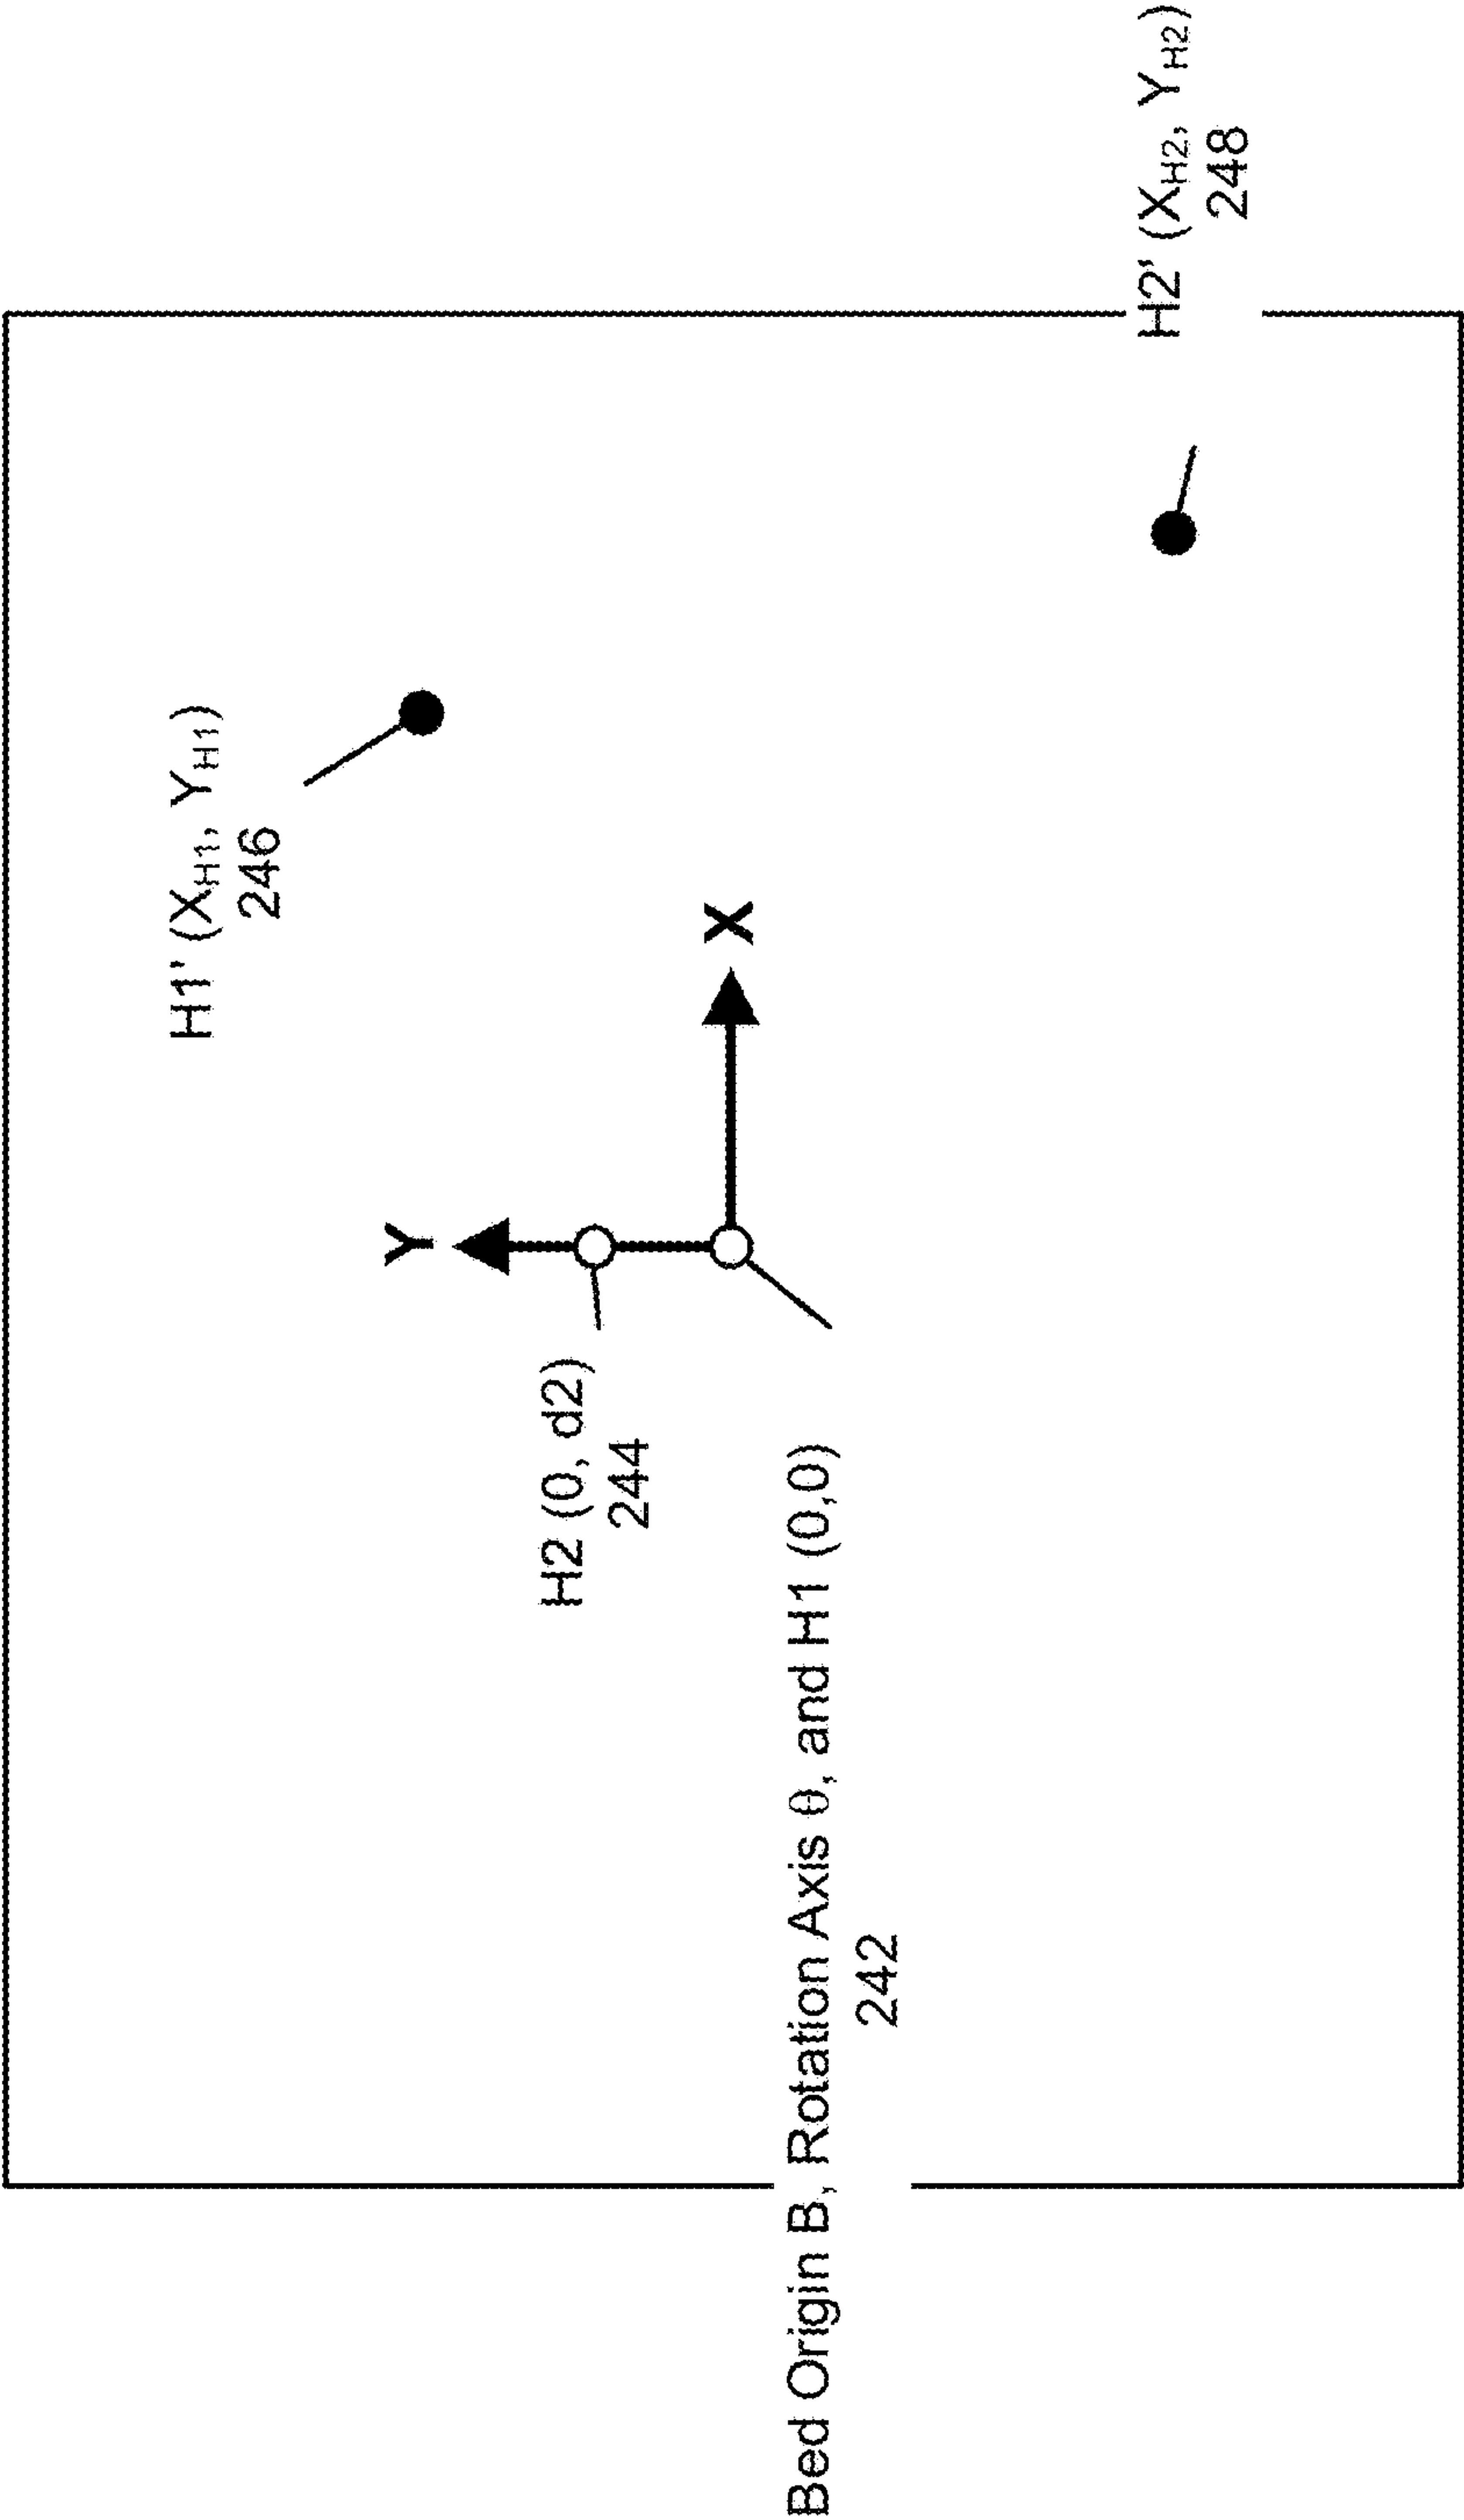 H1' (XH1, YH1)
246
Y
H2 (0, d2)
244
X
Bed Origin B, Rotation Axis θ, and H1 (0,0)
242
H2' (XH2, YH2)
248